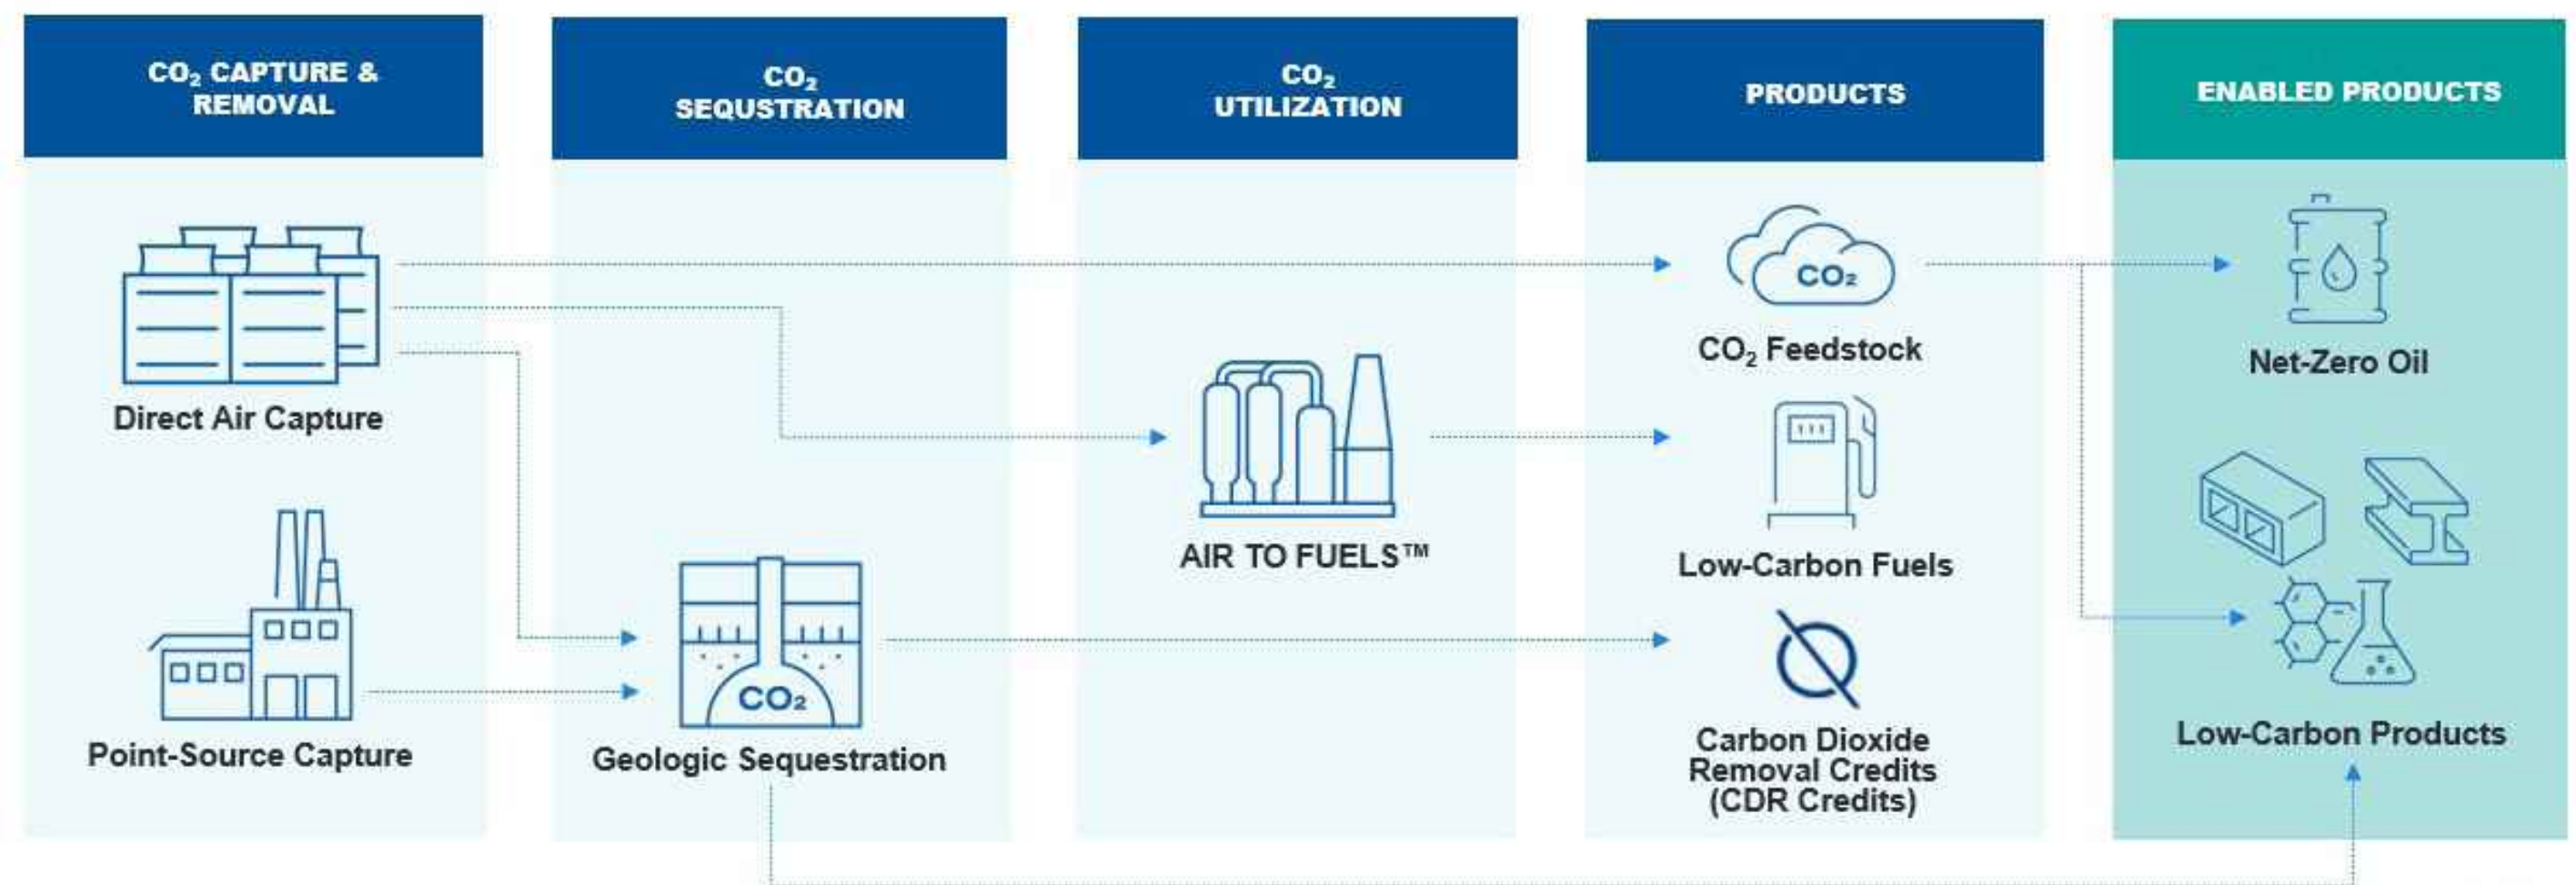 CO₂ CAPTURE &
REMOVAL
CO₂
SEQUSTRATION
CO₂
UTILIZATION
PRODUCTS
ENABLED PRODUCTS
Direct Air Capture
Point-Source Capture
CO₂
Geologic Sequestration
AIR TO FUELS™
CO₂
CO₂ Feedstock
Low-Carbon Fuels
Carbon Dioxide
Removal Credits
(CDR Credits)
Net-Zero Oil
Low-Carbon Products